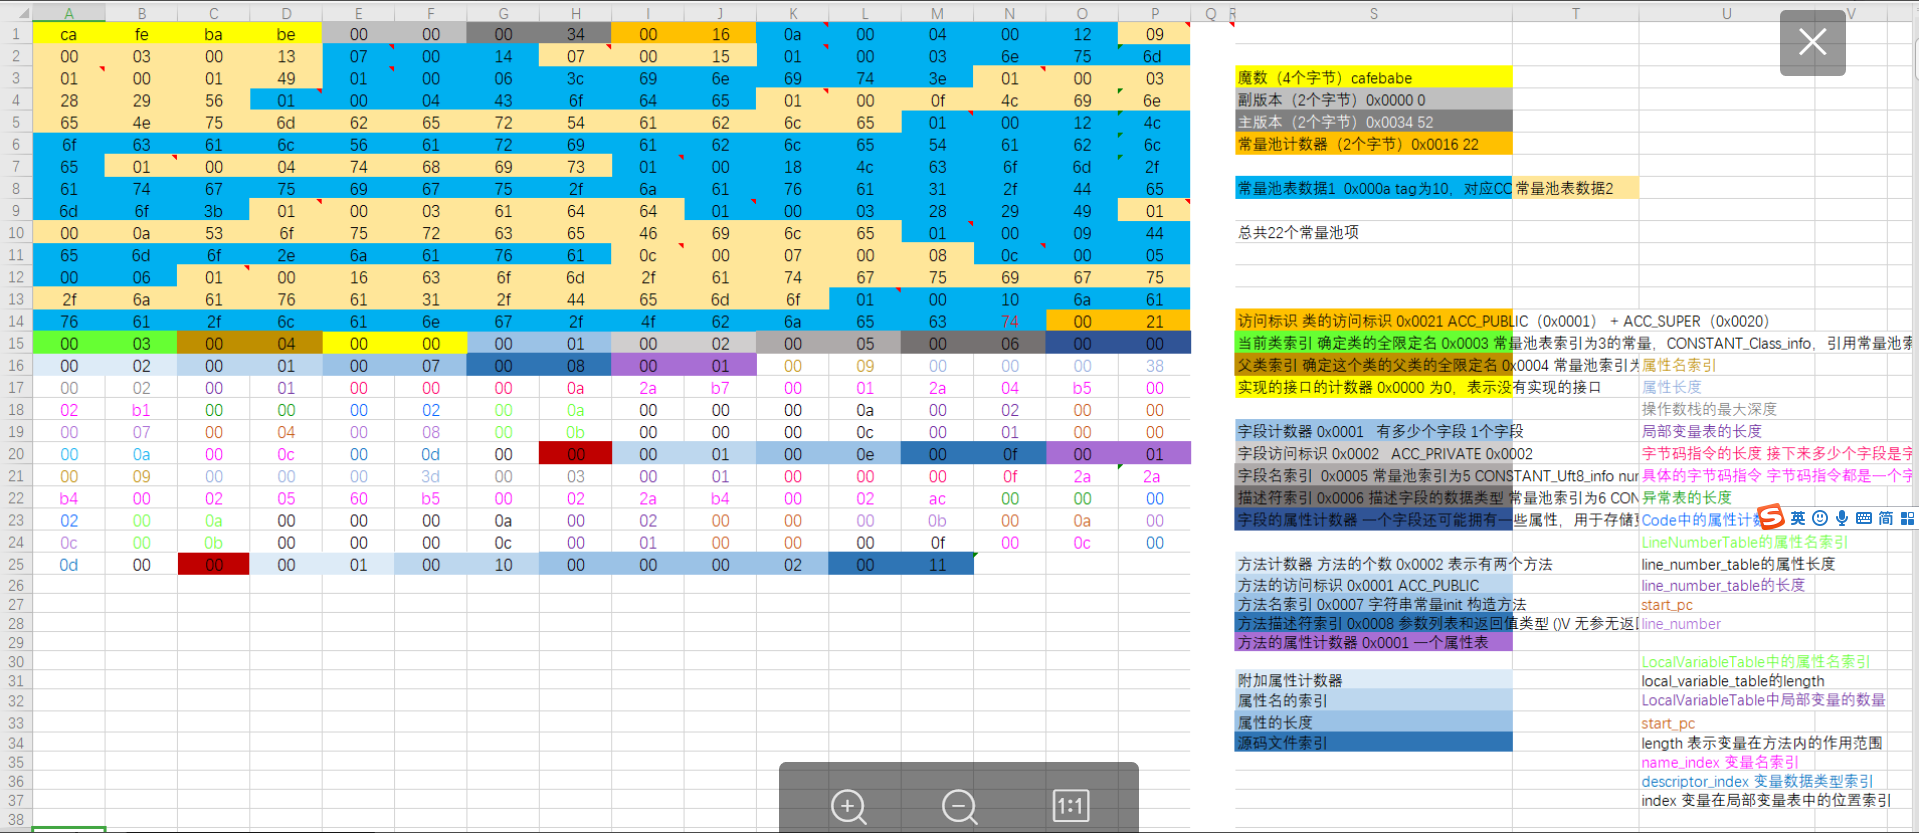 A B C D E F G H I J K L M N O P Q R S T U V
1 ca fe ba be 00 00 00 34 00 16 0a 00 04 00 12 09
2 00 03 00 13 07 00 14 07 00 15 01 00 03 6e 75 6d
3 01 00 01 49 01 00 06 3c 69 6e 69 74 3e 01 00 03
魔数（4个字节）cafebabe
4 28 29 56 01 00 04 43 6f 64 65 01 00 0f 4c 69 6e
副版本（2个字节）0x0000 0
5 65 4e 75 6d 62 65 72 54 61 62 6c 65 01 00 12 4c
主版本（2个字节）0x0034 52
6 6f 63 61 6c 56 61 72 69 61 62 6c 65 54 61 62 6c
常量池计数器（2个字节）0x0016 22
7 65 01 00 04 74 68 69 73 01 00 18 4c 63 6f 6d 2f
8 61 74 67 75 69 67 75 2f 6a 61 76 61 31 2f 44 65
常量池表数据1 0x000a tag为10，对应CC 常量池表数据2
9 6d 6f 3b 01 00 03 61 64 64 01 00 03 28 29 49 01
10 00 0a 53 6f 75 72 63 65 46 69 6c 65 01 00 09 44
总共22个常量池项
11 65 6d 6f 2e 6a 61 76 61 0c 00 07 00 08 0c 00 05
12 00 06 01 00 16 63 6f 6d 2f 61 74 67 75 69 67 75
13 2f 6a 61 76 61 31 2f 44 65 6d 6f 01 00 10 6a 61
14 76 61 2f 6c 61 6e 67 2f 4f 62 6a 65 63 74 00 21
访问标识 类的访问标识 0x0021 ACC_PUBLIC（0x0001） + ACC_SUPER（0x0020）
15 00 03 00 04 00 00 00 01 00 02 00 05 00 06 00 00
当前类索引 确定类的全限定名 0x0003 常量池表索引为3的常量，CONSTANT_Class_info，引用常量池索
16 00 02 00 01 00 07 00 08 00 01 00 09 00 00 00 38
父类索引 确定这个类的父类的全限定名 0x0004 常量池索引为 属性名索引
17 00 02 00 01 00 00 00 0a 2a b7 00 01 2a 04 b5 00
实现的接口的计数器 0x0000 为0，表示没有实现的接口 属性长度
18 02 b1 00 00 00 02 00 0a 00 00 00 0a 00 02 00 00
操作数栈的最大深度
19 00 07 00 04 00 08 00 0b 00 00 00 0c 00 01 00 00
字段计数器 0x0001 有多少个字段 1个字段 局部变量表的长度
20 00 0a 00 0c 00 0d 00 00 00 01 00 0e 00 0f 00 01
字段访问标识 0x0002 ACC_PRIVATE 0x0002 字节码指令的长度 接下来多少个字段是字
21 00 09 00 00 00 3d 00 03 00 01 00 00 00 0f 2a 2a
字段名索引 0x0005 常量池索引为5 CONSTANT_Uft8_info nur 具体的字节码指令 字节码指令都是一个字
22 b4 00 02 05 60 b5 00 02 2a b4 00 02 ac 00 00 00
描述符索引 0x0006 描述字段的数据类型 常量池索引为6 CON 异常表的长度
23 02 00 0a 00 00 00 0a 00 02 00 00 00 0b 00 0a 00
字段的属性计数器 一个字段还可能拥有一些属性，用于存储更 Code中的属性计数
英 简
24 0c 00 0b 00 00 00 0c 00 01 00 00 00 0f 00 0c 00
LineNumberTable的属性名索引
25 0d 00 00 00 01 00 10 00 00 00 02 00 11
方法计数器 方法的个数 0x0002 表示有两个方法 line_number_table的属性长度
26 方法的访问标识 0x0001 ACC_PUBLIC line_number_table的长度
27 方法名索引 0x0007 字符串常量init 构造方法 start_pc
28 方法描述符索引 0x0008 参数列表和返回值类型 ()V 无参无返 line_number
29 方法的属性计数器 0x0001 一个属性表
30 LocalVariableTable中的属性名索引
31 附加属性计数器 local_variable_table的length
32 属性名的索引 LocalVariableTable中局部变量的数量
33 属性的长度 start_pc
34 源码文件索引 length 表示变量在方法内的作用范围
35 name_index 变量名索引
36 descriptor_index 变量数据类型索引
37 index 变量在局部变量表中的位置索引
38
1:1